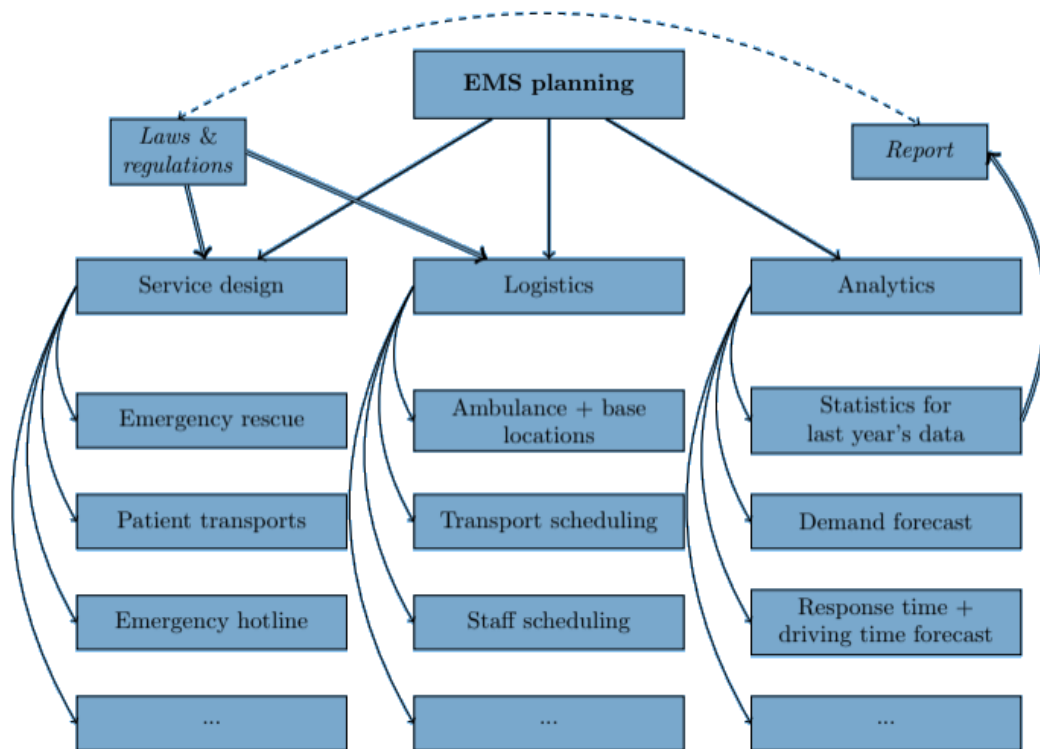 EMS planning
Laws &
regulations
Report
Service design
Logistics
Analytics
Emergency rescue
Ambulance + base
locations
Statistics for
last year's data
Patient transports
Transport scheduling
Demand forecast
Emergency hotline
Staff scheduling
Response time +
driving time forecast
...
...
...